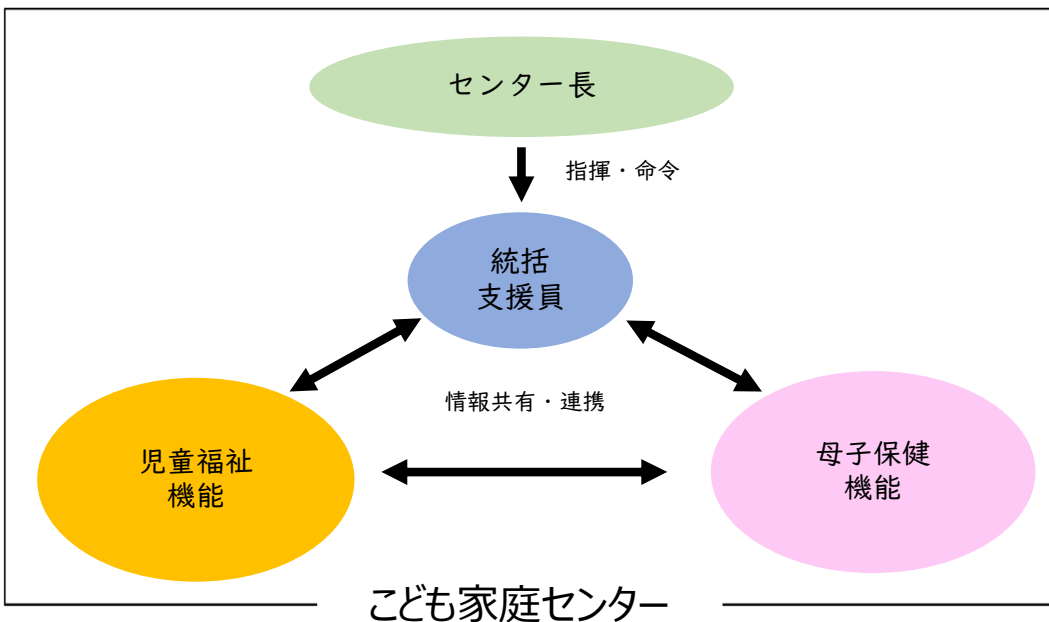 センター長
指揮・命令
統括
支援員
情報共有・連携
児童福祉
機能
母子保健
機能
こども家庭センター